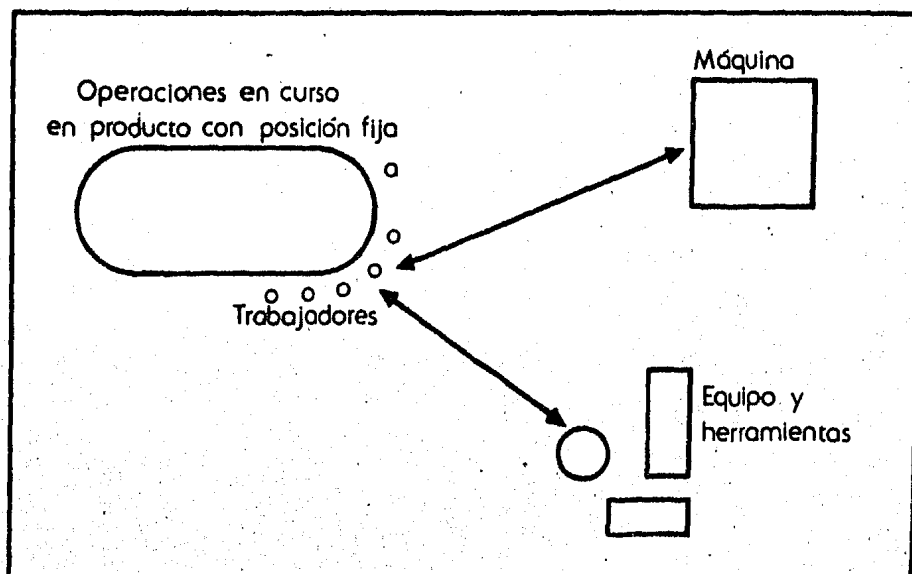 Operaciones en curso
en producto con posición fija
Máquina
Trabajadores
Equipo y
herramientas